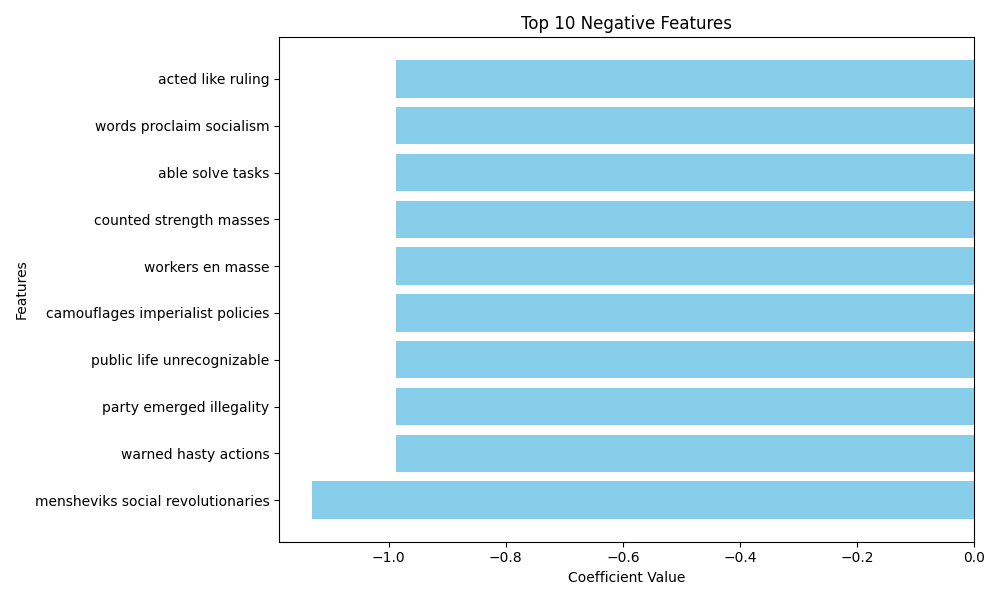 Top 10 Negative Features
Features
acted like ruling
words proclaim socialism
able solve tasks
counted strength masses
workers en masse
camouflages imperialist policies
public life unrecognizable
party emerged illegality
warned hasty actions
mensheviks social revolutionaries
−1.0 −0.8 −0.6 −0.4 −0.2 0.0
Coefficient Value